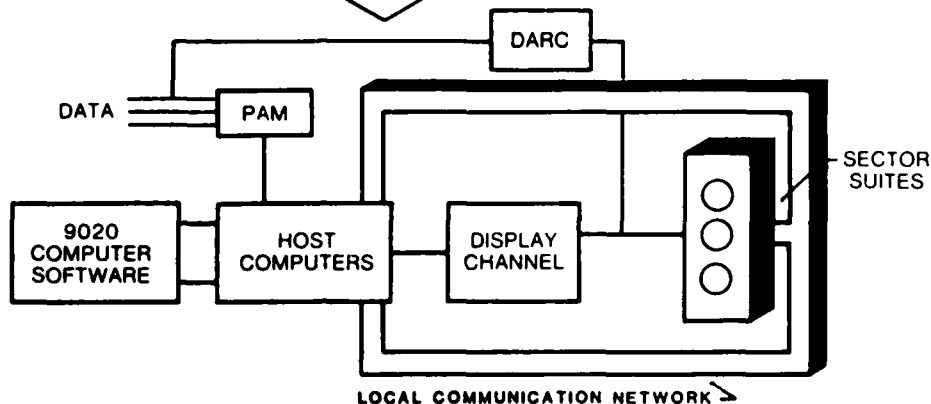 DARC
DATA
PAM
SECTOR
SUITES
9020
COMPUTER
SOFTWARE
HOST
COMPUTERS
DISPLAY
CHANNEL
LOCAL COMMUNICATION NETWORK